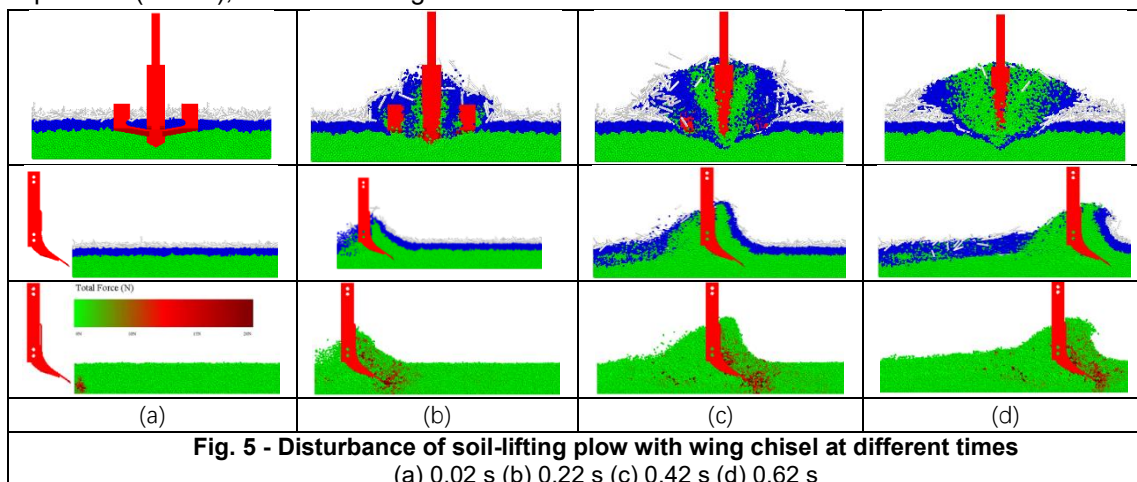 Total Force (N)
(a) (b) (c) (d)
Fig. 5 - Disturbance of soil-lifting plow with wing chisel at different times
(a) 0.02 s (b) 0.22 s (c) 0.42 s (d) 0.62 s